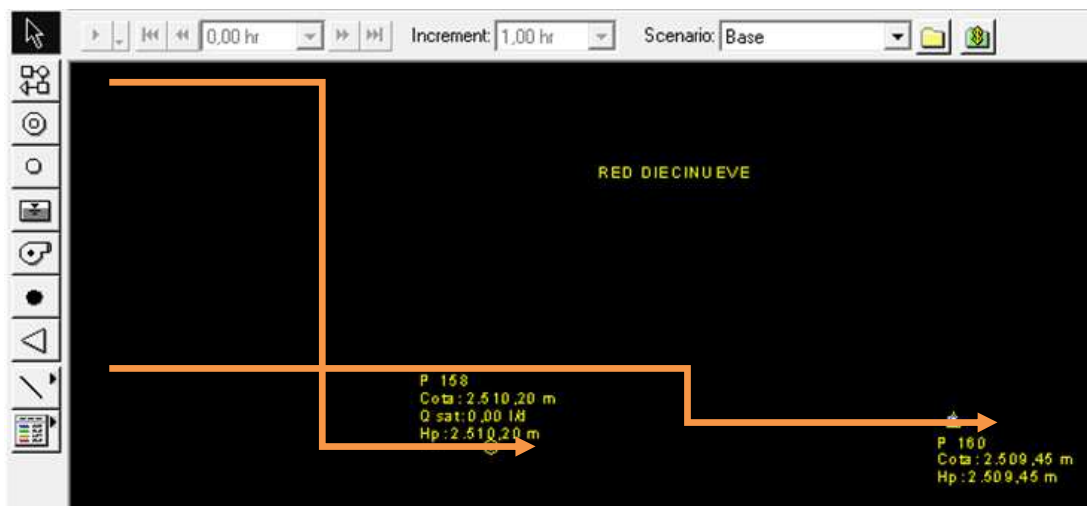 0,00 hr Increment: 1,00 hr Scenario: Base
RED DIECINUEVE
P 158
Cota: 2.510,20 m
Q sat: 0,00 l/d
Hp: 2.510,20 m
P 160
Cota: 2.509,45 m
Hp: 2.509,45 m